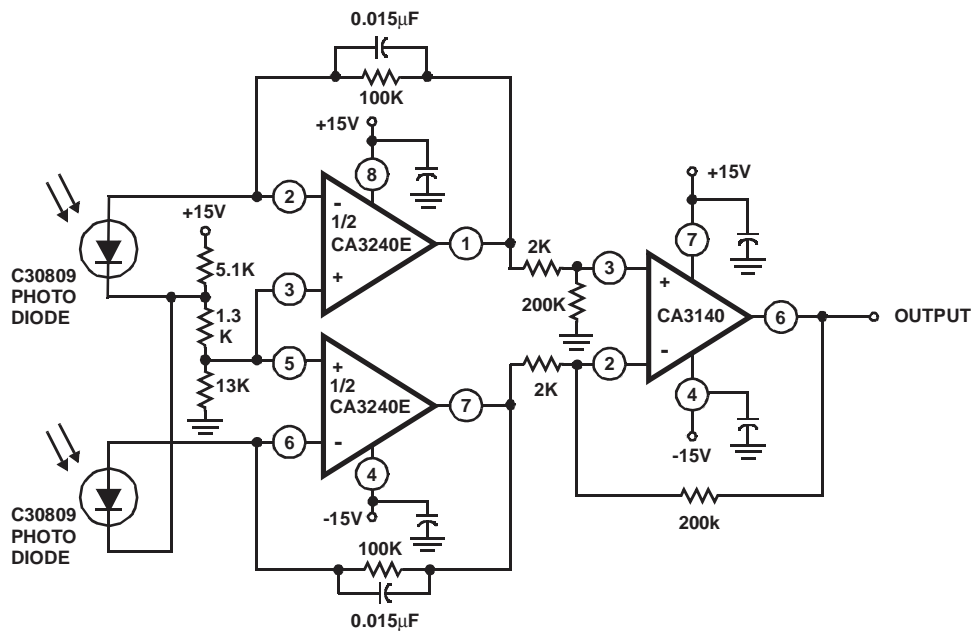 0.015μF
100K
+15V
8
2
-
1/2
CA3240E
+
1
3
+15V
5.1K
1.3
K
13K
C30809
PHOTO
DIODE
2K
200K
3
+
CA3140
-
+15V
7
6
OUTPUT
5
+
1/2
CA3240E
-
7
2K
2
6
4
-15V
4
-15V
200k
C30809
PHOTO
DIODE
100K
0.015μF